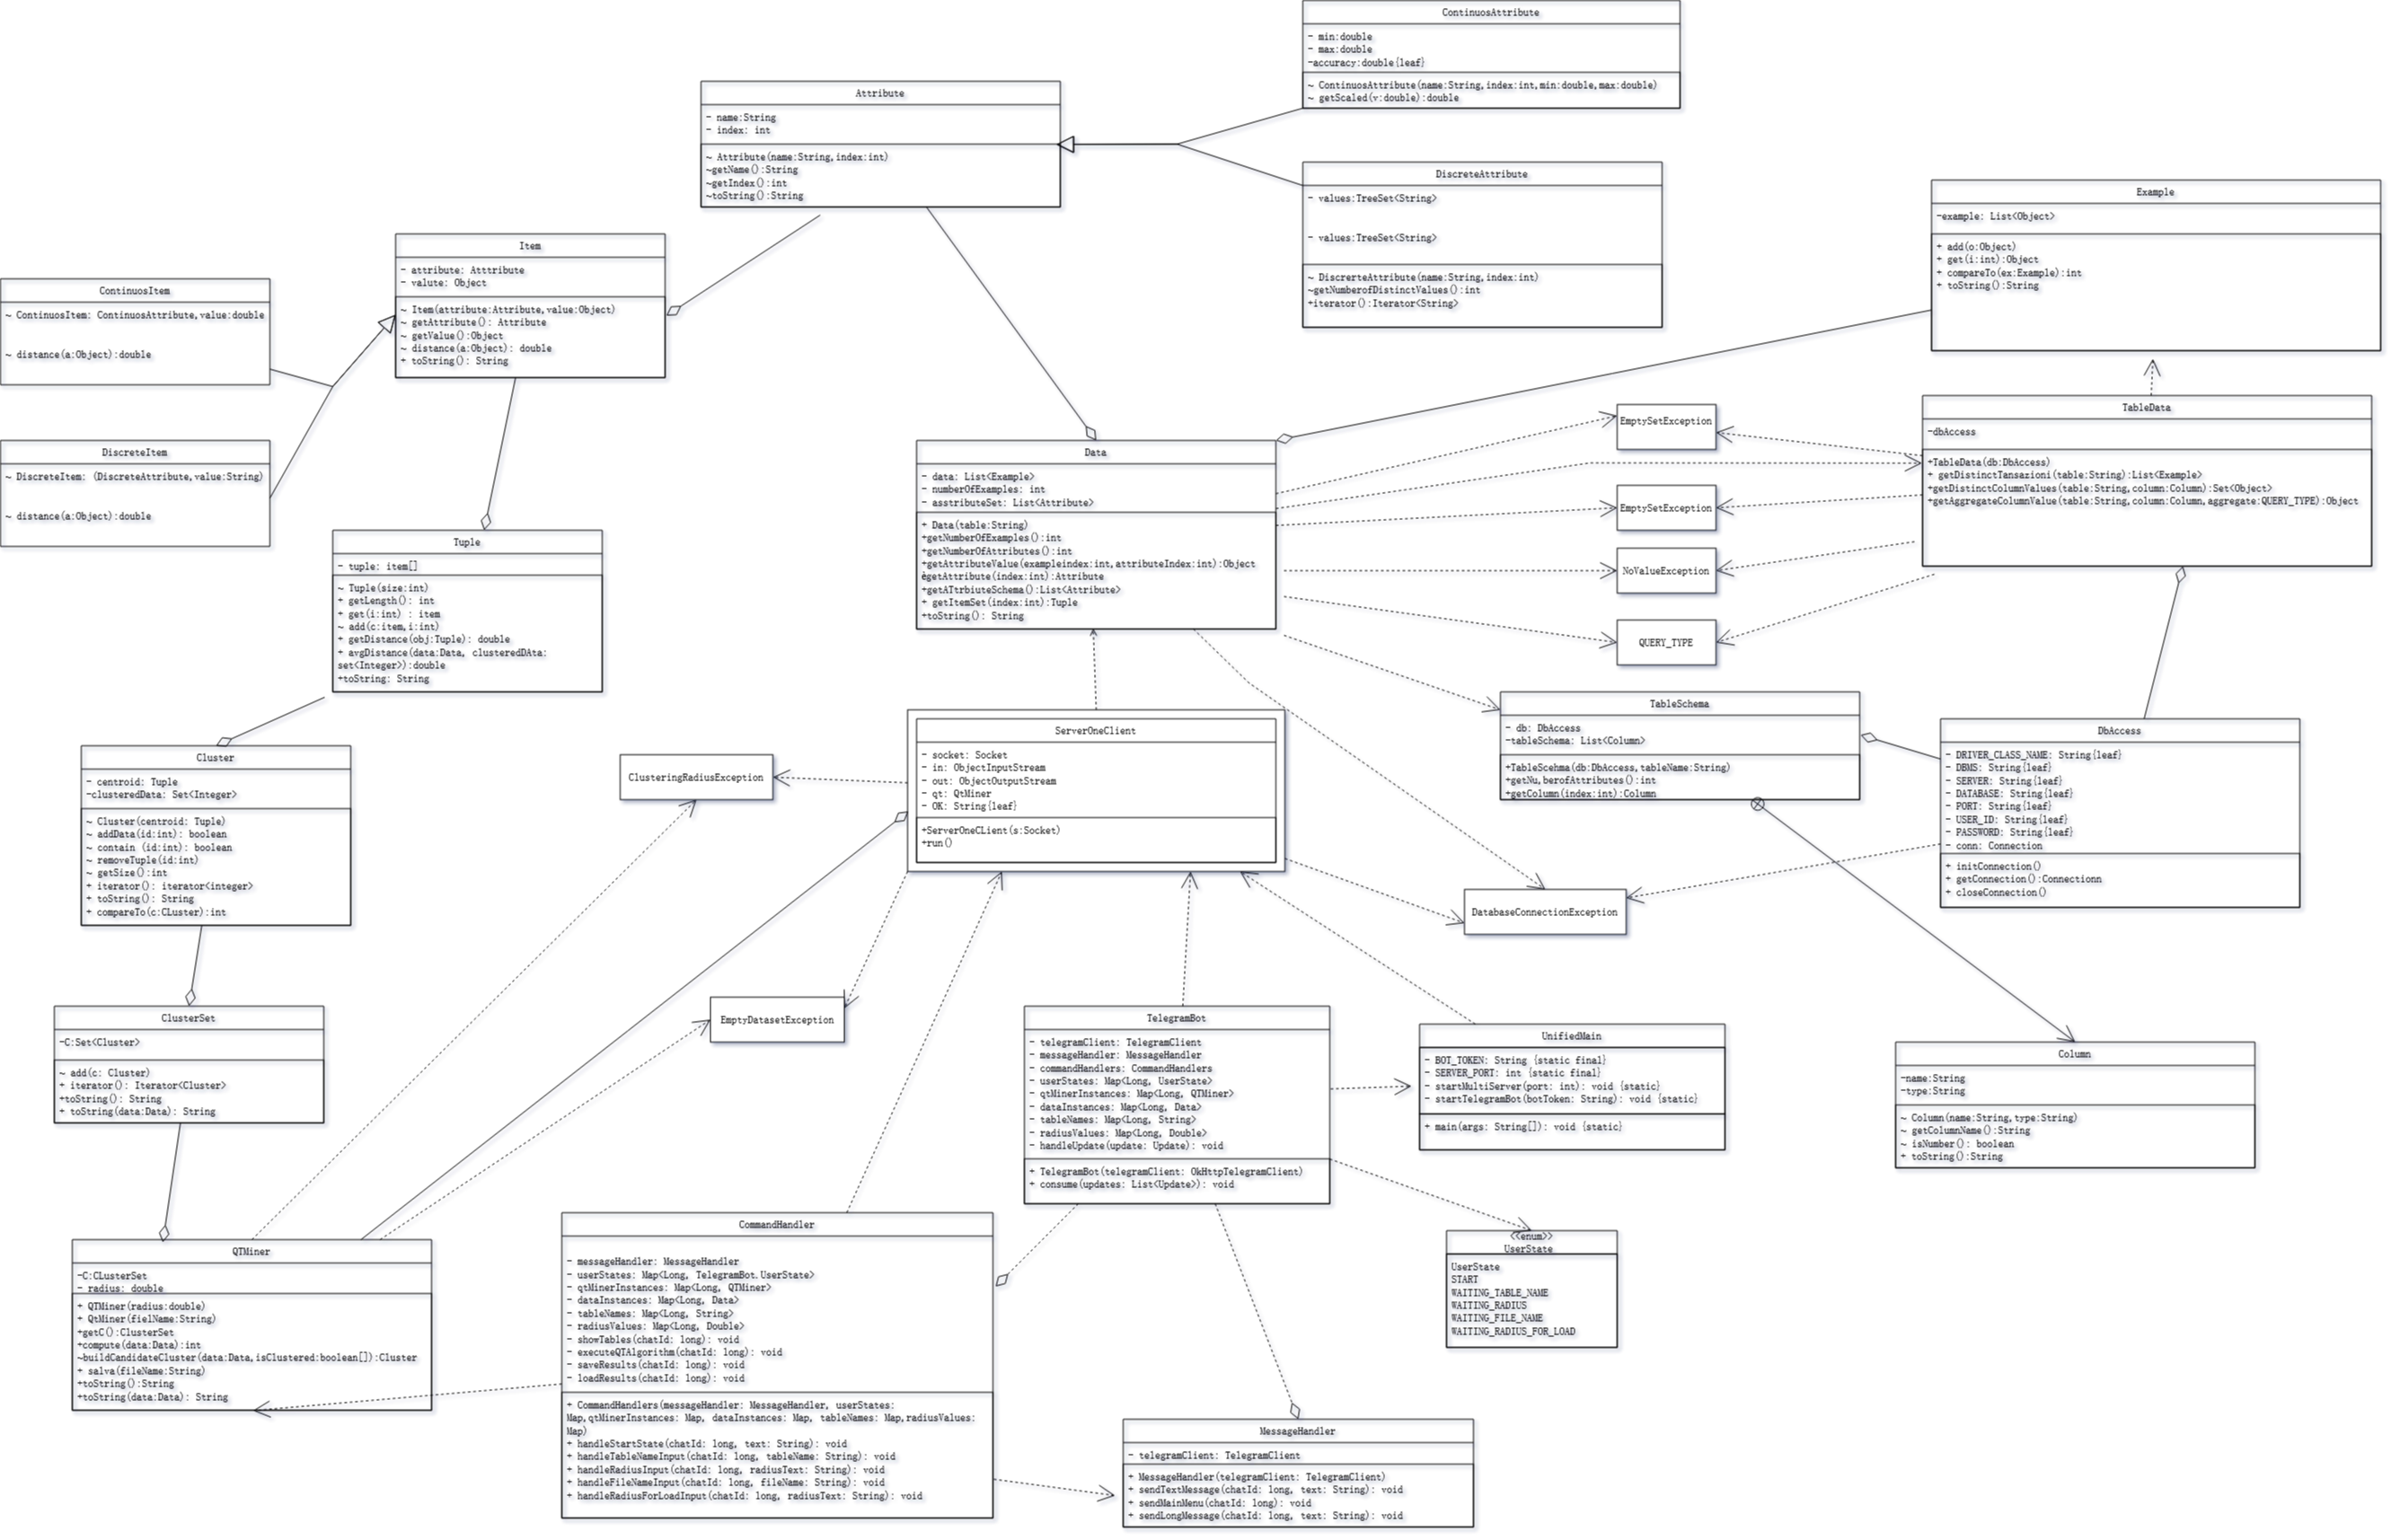 ContinuosAttribute
- min:double
- max:double
-accuracy:double{leaf}
~ ContinuosAttribute(name:String,index:int,min:double,max:double)
~ getScaled(v:double):double
Attribute
- name:String
- index: int
~ Attribute(name:String,index:int)
~getName():String
~getIndex():int
~toString():String
DiscreteAttribute
- values:TreeSet<String>
- values:TreeSet<String>
~ DiscrerteAttribute(name:String,index:int)
~getNumberofDistinctValues():int
+iterator():Iterator<String>
Example
-example: List<Object>
+ add(o:Object)
+ get(i:int):Object
+ compareTo(ex:Example):int
+ toString():String
Item
- attribute: Atttribute
- valute: Object
~ Item(attribute:Attribute,value:Object)
~ getAttribute(): Attribute
~ getValue():Object
~ distance(a:Object): double
+ toString(): String
ContinuosItem
~ ContinuosItem: ContinuosAttribute,value:double
~ distance(a:Object):double
DiscreteItem
~ DiscreteItem: (DiscreteAttribute,value:String)
~ distance(a:Object):double
Tuple
- tuple: item[]
~ Tuple(size:int)
+ getLength(): int
+ get(i:int) : item
~ add(c:item,i:int)
+ getDistance(obj:Tuple): double
+ avgDistance(data:Data, clusteredDAta:
set<Integer>):double
+toString: String
Data
- data: List<Example>
- numberOfExamples: int
- asstributeSet: List<Attribute>
+ Data(table:String)
+getNumberOfExamples():int
+getNumberOfAttributes():int
+getAttributeValue(exampleindex:int,attributeIndex:int):Object
ègetAttribute(index:int):Attribute
+getATtrbiuteSchema():List<Attribute>
+ getItemSet(index:int):Tuple
+toString(): String
EmptySetException
EmptySetException
NoValueException
QUERY_TYPE
TableData
-dbAccess
+TableData(db:DbAccess)
+ getDistinctTansazioni(table:String):List<Example>
+getDistinctColumnValues(table:String,column:Column):Set<Object>
+getAggregateColumnValue(table:String,column:Column,aggregate:QUERY_TYPE):Object
TableSchema
- db: DbAccess
-tableSchema: List<Column>
+TableScehma(db:DbAccess,tableName:String)
+getNu,berofAttributes():int
+getColumn(index:int):Column
DbAccess
- DRIVER_CLASS_NAME: String{leaf}
- DBMS: String{leaf}
- SERVER: String{leaf}
- DATABASE: String{leaf}
- PORT: String{leaf}
- USER_ID: String{leaf}
- PASSWORD: String{leaf}
- conn: Connection
+ initConnection()
+ getConnection():Connectionn
+ closeConnection()
ServerOneClient
- socket: Socket
- in: ObjectInputStream
- out: ObjectOutputStream
- qt: QtMiner
- OK: String{leaf}
+ServerOneCLient(s:Socket)
+run()
ClusteringRadiusException
Cluster
- centroid: Tuple
-clusteredData: Set<Integer>
~ Cluster(centroid: Tuple)
~ addData(id:int): boolean
~ contain (id:int): boolean
~ removeTuple(id:int)
~ getSize():int
+ iterator(): iterator<integer>
+ toString(): String
+ compareTo(c:CLuster):int
DatabaseConnectionException
EmptyDatasetException
ClusterSet
-C:Set<Cluster>
~ add(c: Cluster)
+ iterator(): Iterator<Cluster>
+toString(): String
+ toString(data:Data): String
TelegramBot
- telegramClient: TelegramClient
- messageHandler: MessageHandler
- commandHandlers: CommandHandlers
- userStates: Map<Long, UserState>
- qtMinerInstances: Map<Long, QTMiner>
- dataInstances: Map<Long, Data>
- tableNames: Map<Long, String>
- radiusValues: Map<Long, Double>
- handleUpdate(update: Update): void
+ TelegramBot(telegramClient: OkHttpTelegramClient)
+ consume(updates: List<Update>): void
UnifiedMain
- BOT_TOKEN: String {static final}
- SERVER_PORT: int {static final}
- startMultiServer(port: int): void {static}
- startTelegramBot(botToken: String): void {static}
+ main(args: String[]): void {static}
Column
-name:String
-type:String
~ Column(name:String,type:String)
~ getColumnName():String
~ isNumber(): boolean
+ toString():String
QTMiner
-C:CLusterSet
- radius: double
+ QTMiner(radius:double)
+ QtMiner(fielName:String)
+getC():ClusterSet
+compute(data:Data):int
~buildCandidateCluster(data:Data,isClustered:boolean[]):Cluster
+ salva(fileName:String)
+toString():String
+toString(data:Data): String
CommandHandler
- messageHandler: MessageHandler
- userStates: Map<Long, TelegramBot.UserState>
- qtMinerInstances: Map<Long, QTMiner>
- dataInstances: Map<Long, Data>
- tableNames: Map<Long, String>
- radiusValues: Map<Long, Double>
- showTables(chatId: long): void
- executeQTAlgorithm(chatId: long): void
- saveResults(chatId: long): void
- loadResults(chatId: long): void
+ CommandHandlers(messageHandler: MessageHandler, userStates:
Map,qtMinerInstances: Map, dataInstances: Map, tableNames: Map,radiusValues:
Map)
+ handleStartState(chatId: long, text: String): void
+ handleTableNameInput(chatId: long, tableName: String): void
+ handleRadiusInput(chatId: long, radiusText: String): void
+ handleFileNameInput(chatId: long, fileName: String): void
+ handleRadiusForLoadInput(chatId: long, radiusText: String): void
<<enum>>
UserState
UserState
START
WAITING_TABLE_NAME
WAITING_RADIUS
WAITING_FILE_NAME
WAITING_RADIUS_FOR_LOAD
MessageHandler
- telegramClient: TelegramClient
+ MessageHandler(telegramClient: TelegramClient)
+ sendTextMessage(chatId: long, text: String): void
+ sendMainMenu(chatId: long): void
+ sendLongMessage(chatId: long, text: String): void